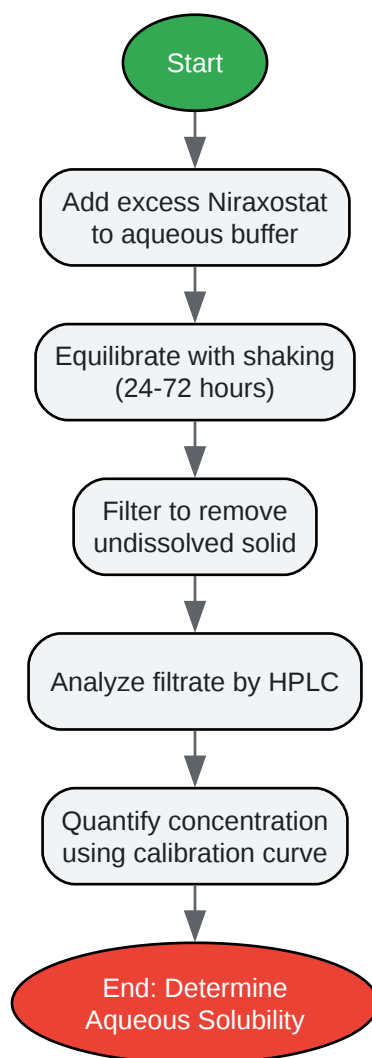 Start
Add excess Niraxostat
to aqueous buffer
Equilibrate with shaking
(24-72 hours)
Filter to remove
undissolved solid
Analyze filtrate by HPLC
Quantify concentration
using calibration curve
End: Determine
Aqueous Solubility